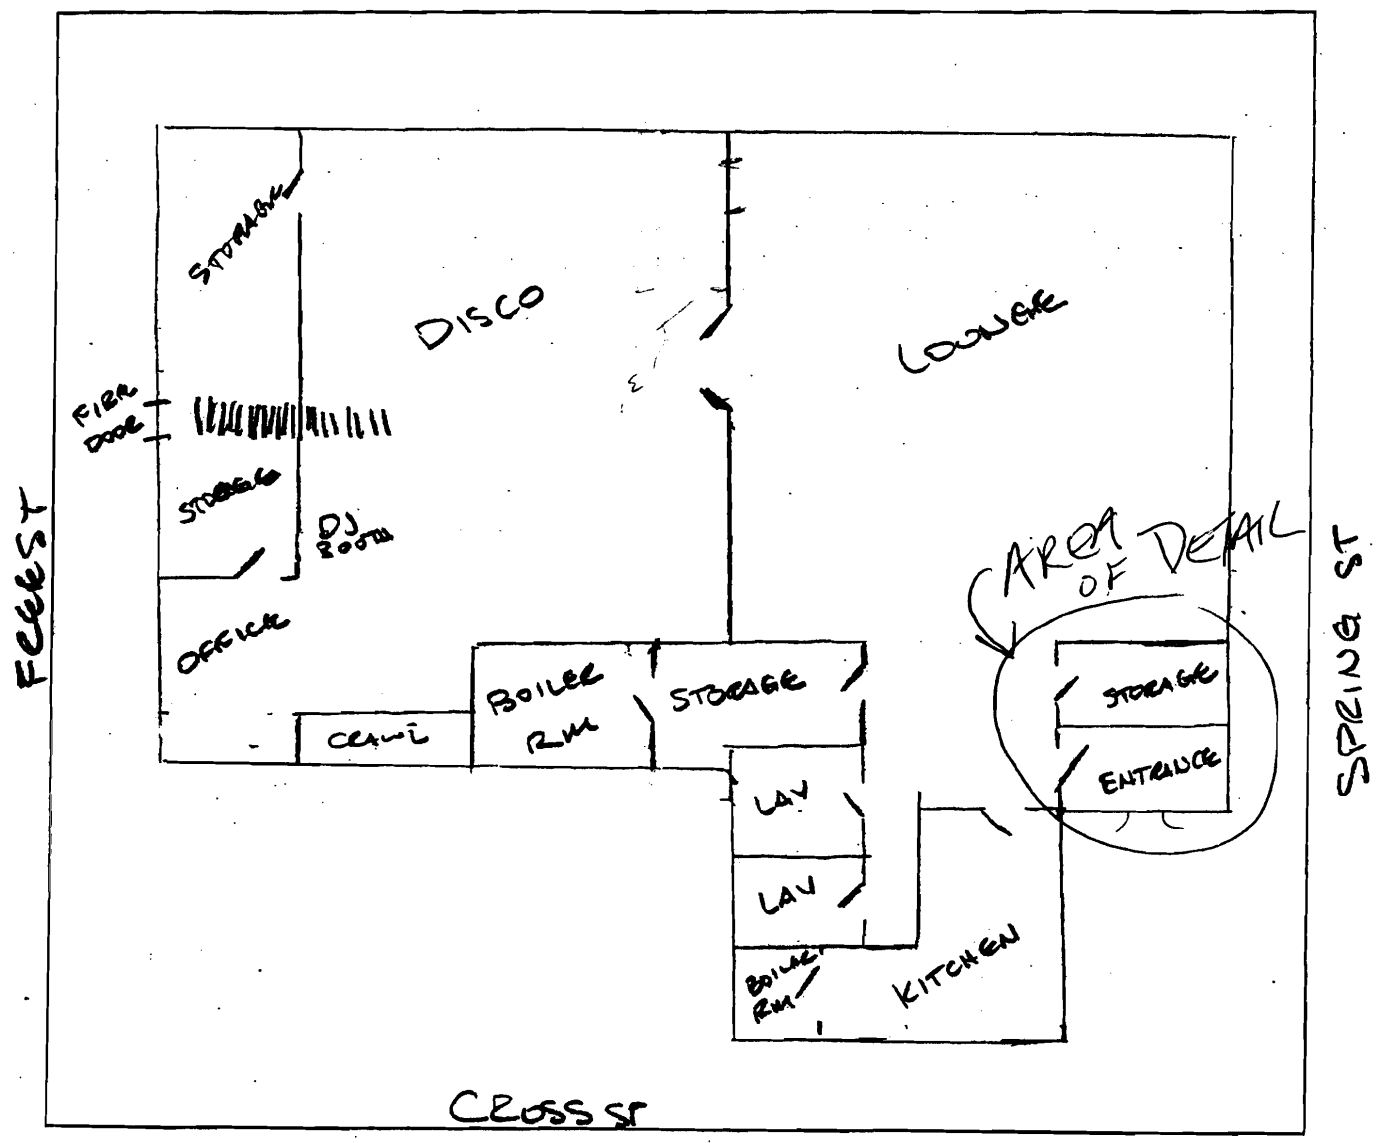 STORAGE
DISCO
LOUNGE
FIRE
DOOR
STORAGE
DJ
BOOTH
AREA
OF DETAIL
SPRING ST
OFFICE
BOILER
RM
STORAGE
STORAGE
CRAWL
ENTRANCE
LAV
LAV
BOILER
RM
KITCHEN
CROSS ST